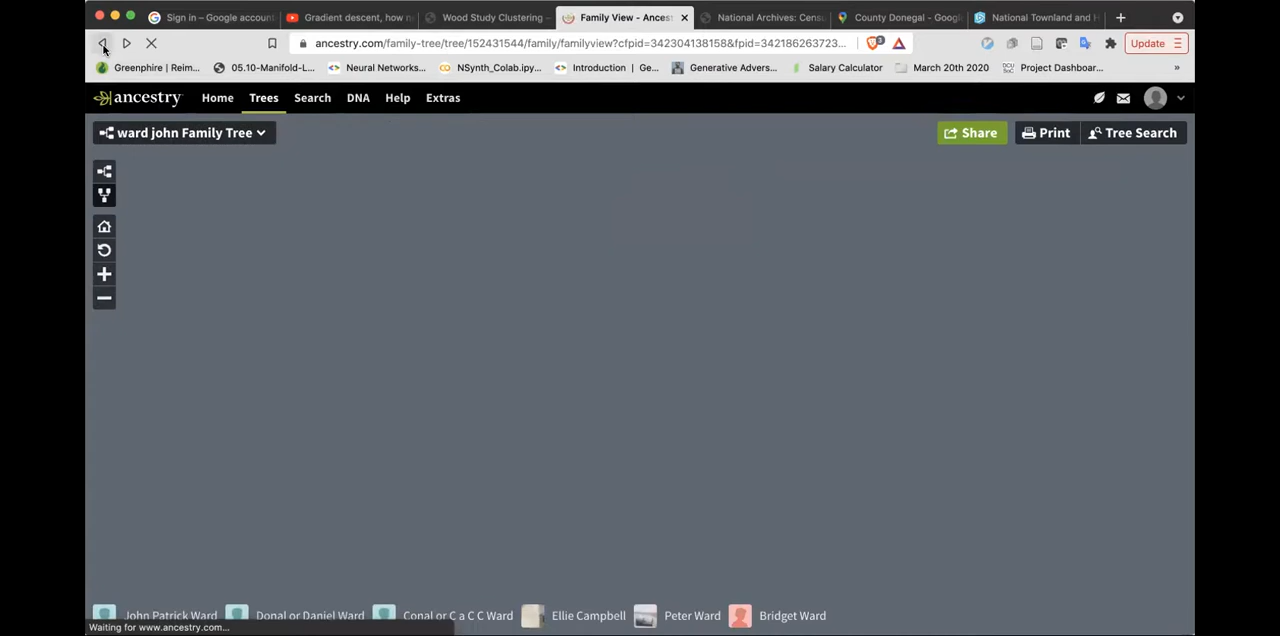 Sign in – Google accoun
Gradient descent, how n
Wood Study Clustering –
Family View - Ances
National Archives: Censu
County Donegal - Googl
National Townland and H
ancestry.com/family-tree/tree/152431544/family/familyview?cfpid=342304138158&fpid=342186263723...
Update
Greenphire | Reim...
05.10-Manifold-L...
Neural Networks...
NSynth_Colab.ipy...
Introduction | Ge...
Generative Advers...
Salary Calculator
March 20th 2020
Project Dashboar...
»
ancestry
Home
Trees
Search
DNA
Help
Extras
ward john Family Tree
Share
Print
Tree Search
John Patrick Ward
Donal or Daniel Ward
Conal or C a C C Ward
Ellie Campbell
Peter Ward
Bridget Ward
Waiting for www.ancestry.com...